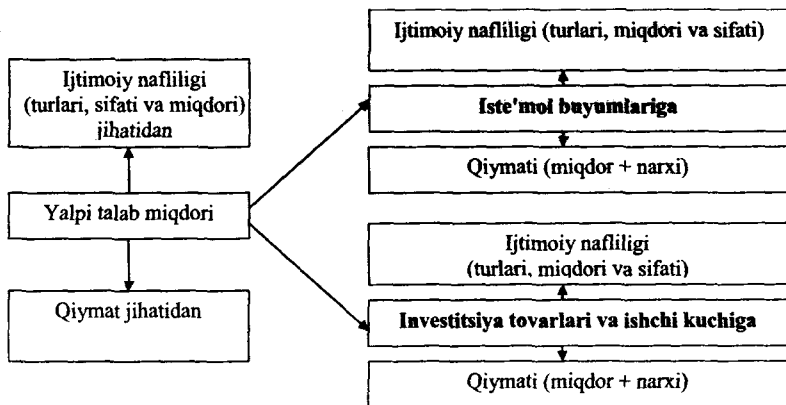 Ijtimoiy nafliligi
(turlari, sifati va miqdori)
jihatidan
Yalpi talab miqdori
Qiymat jihatidan
Ijtimoiy nafliligi (turlari, miqdori va sifati)
Iste'mol buyumlariga
Qiymati (miqdor + narxi)
Ijtimoiy nafliligi
(turlari, miqdori va sifati)
Investitsiya tovarlari va ishchi kuchiga
Qiymati (miqdor + narxi)